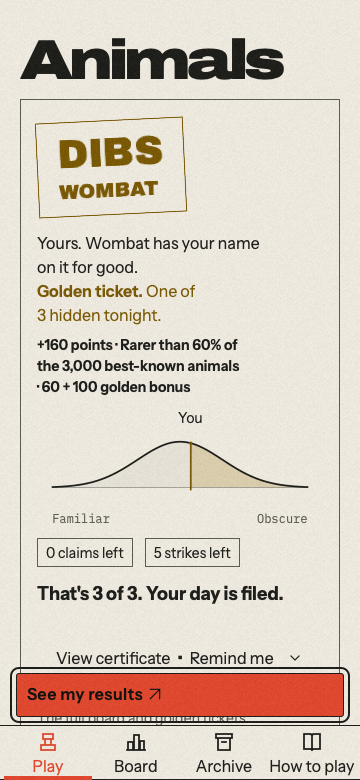 Animals
DIBS
WOMBAT
Yours. Wombat has your name
on it for good.
Golden ticket. One of
3 hidden tonight.
+160 points · Rarer than 60% of
the 3,000 best-known animals
· 60 + 100 golden bonus
You
Familiar
Obscure
0 claims left
5 strikes left
That's 3 of 3. Your day is filed.
View certificate • Remind me
See my results
Play
Board
Archive
How to play